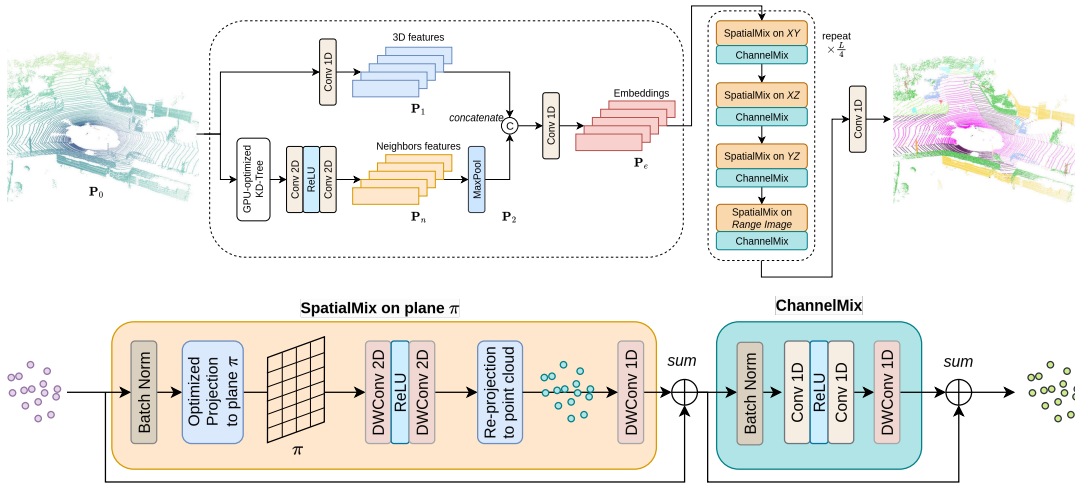 3D features
Conv 1D
P₁
concatenate
C
Conv 1D
Embeddings
Pₑ
P₀
GPU-optimized
KD-Tree
Conv 2D
ReLU
Conv 2D
Neighbors features
Pₙ
MaxPool
P₂
SpatialMix on XY
ChannelMix
SpatialMix on XZ
ChannelMix
SpatialMix on YZ
ChannelMix
SpatialMix on
Range Image
ChannelMix
repeat
× L/4
Conv 1D
SpatialMix on plane π
Batch Norm
Optimized
Projection
to plane π
π
DWConv 2D
ReLU
DWConv 2D
Re-projection
to point cloud
DWConv 1D
sum
ChannelMix
Batch Norm
Conv 1D
ReLU
Conv 1D
DWConv 1D
sum